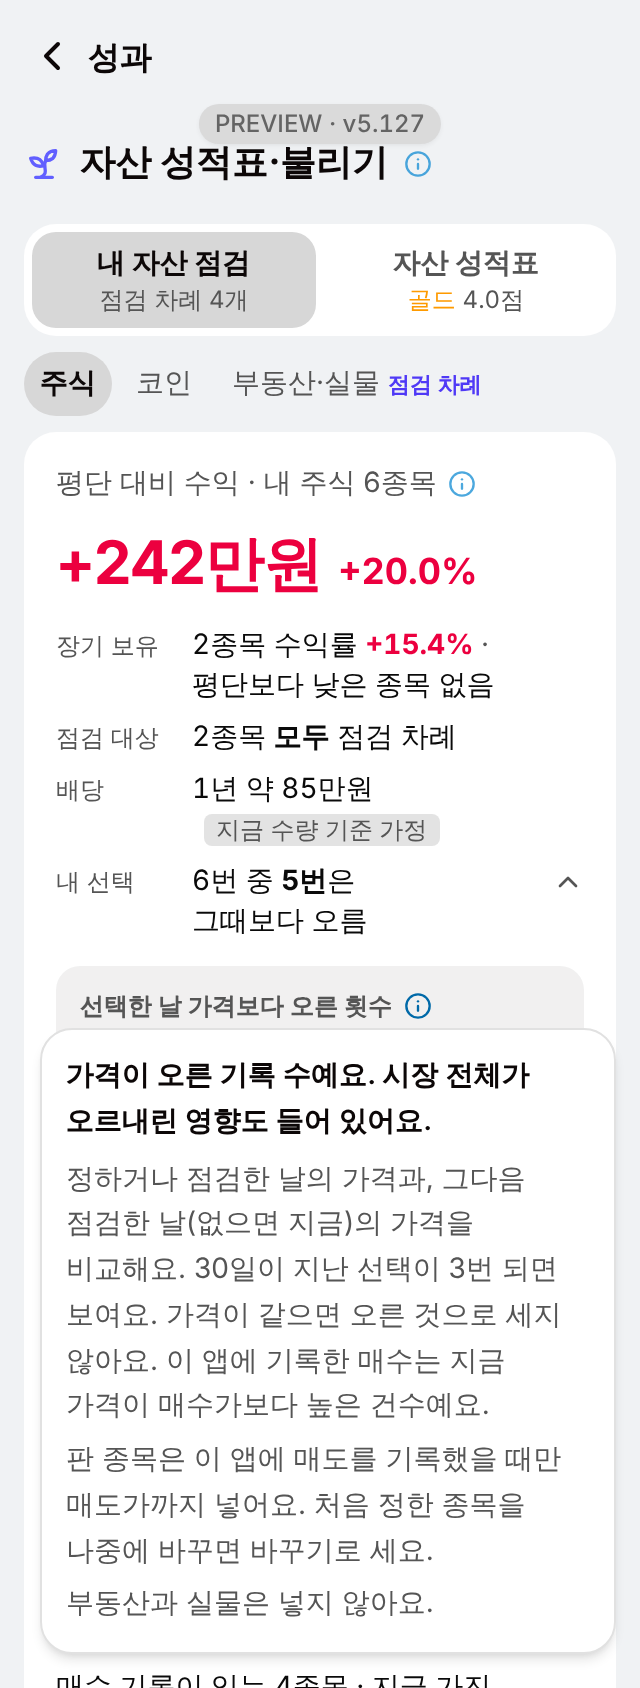 성과
PREVIEW · v5.127
자산 성적표·불리기
내 자산 점검
점검 차례 4개
자산 성적표
골드 4.0점
주식
코인
부동산·실물 점검 차례
평단 대비 수익 · 내 주식 6종목
+242만원 +20.0%
장기 보유
2종목 수익률 +15.4% ·
평단보다 낮은 종목 없음
점검 대상
2종목 모두 점검 차례
배당
1년 약 85만원
지금 수량 기준 가정
내 선택
6번 중 5번은
그때보다 오름
선택한 날 가격보다 오른 횟수
가격이 오른 기록 수예요. 시장 전체가
오르내린 영향도 들어 있어요.
정하거나 점검한 날의 가격과, 그다음
점검한 날(없으면 지금)의 가격을
비교해요. 30일이 지난 선택이 3번 되면
보여요. 가격이 같으면 오른 것으로 세지
않아요. 이 앱에 기록한 매수는 지금
가격이 매수가보다 높은 건수예요.
판 종목은 이 앱에 매도를 기록했을 때만
매도가까지 넣어요. 처음 정한 종목을
나중에 바꾸면 바꾸기로 세요.
부동산과 실물은 넣지 않아요.
매수 기록이 있는 4종목 · 지금 가진